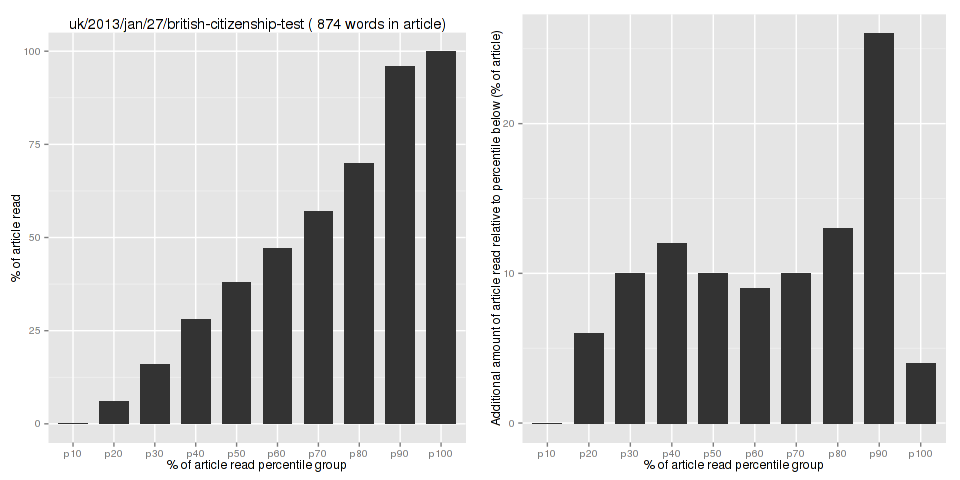 uk/2013/jan/27/british-citizenship-test ( 874 words in article)
% of article read
100
75
50
25
0
p10 p20 p30 p40 p50 p60 p70 p80 p90 p100
% of article read percentile group
Additional amount of article read relative to percentile below (% of article)
20
10
0
p10 p20 p30 p40 p50 p60 p70 p80 p90 p100
% of article read percentile group